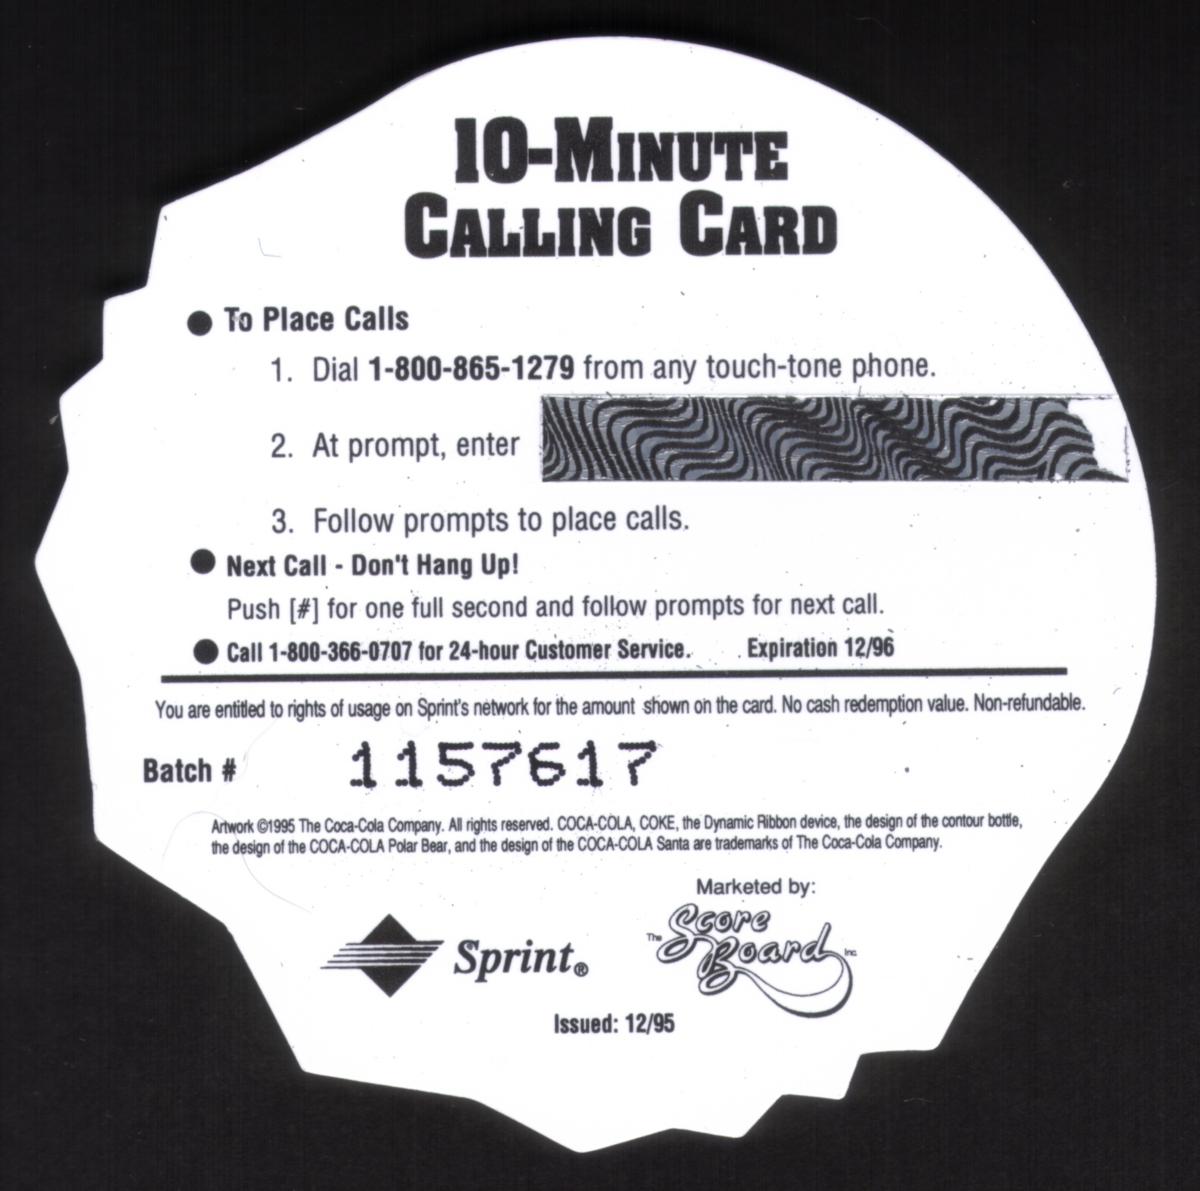 10-MINUTE
CALLING CARD
● To Place Calls
1. Dial 1-800-865-1279 from any touch-tone phone.
2. At prompt, enter
3. Follow prompts to place calls.
● Next Call - Don't Hang Up!
Push [#] for one full second and follow prompts for next call.
● Call 1-800-366-0707 for 24-hour Customer Service. Expiration 12/96
You are entitled to rights of usage on Sprint's network for the amount shown on the card. No cash redemption value. Non-refundable.
Batch # 1157617
Artwork ©1995 The Coca-Cola Company. All rights reserved. COCA-COLA, COKE, the Dynamic Ribbon device, the design of the contour bottle,
the design of the COCA-COLA Polar Bear, and the design of the COCA-COLA Santa are trademarks of The Coca-Cola Company.
Marketed by:
Sprint®
The Score Board Inc.
Issued: 12/95